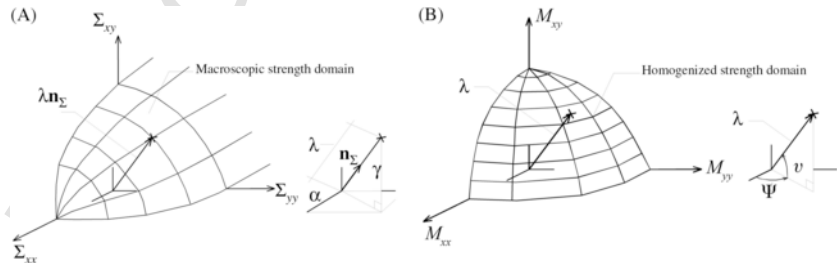 (A)
Σxy
Macroscopic strength domain
λnΣ
λ
nΣ
γ
α
Σyy
Σxx
(B)
Mxy
Homogenized strength domain
λ
λ
Myy
υ
Ψ
Mxx